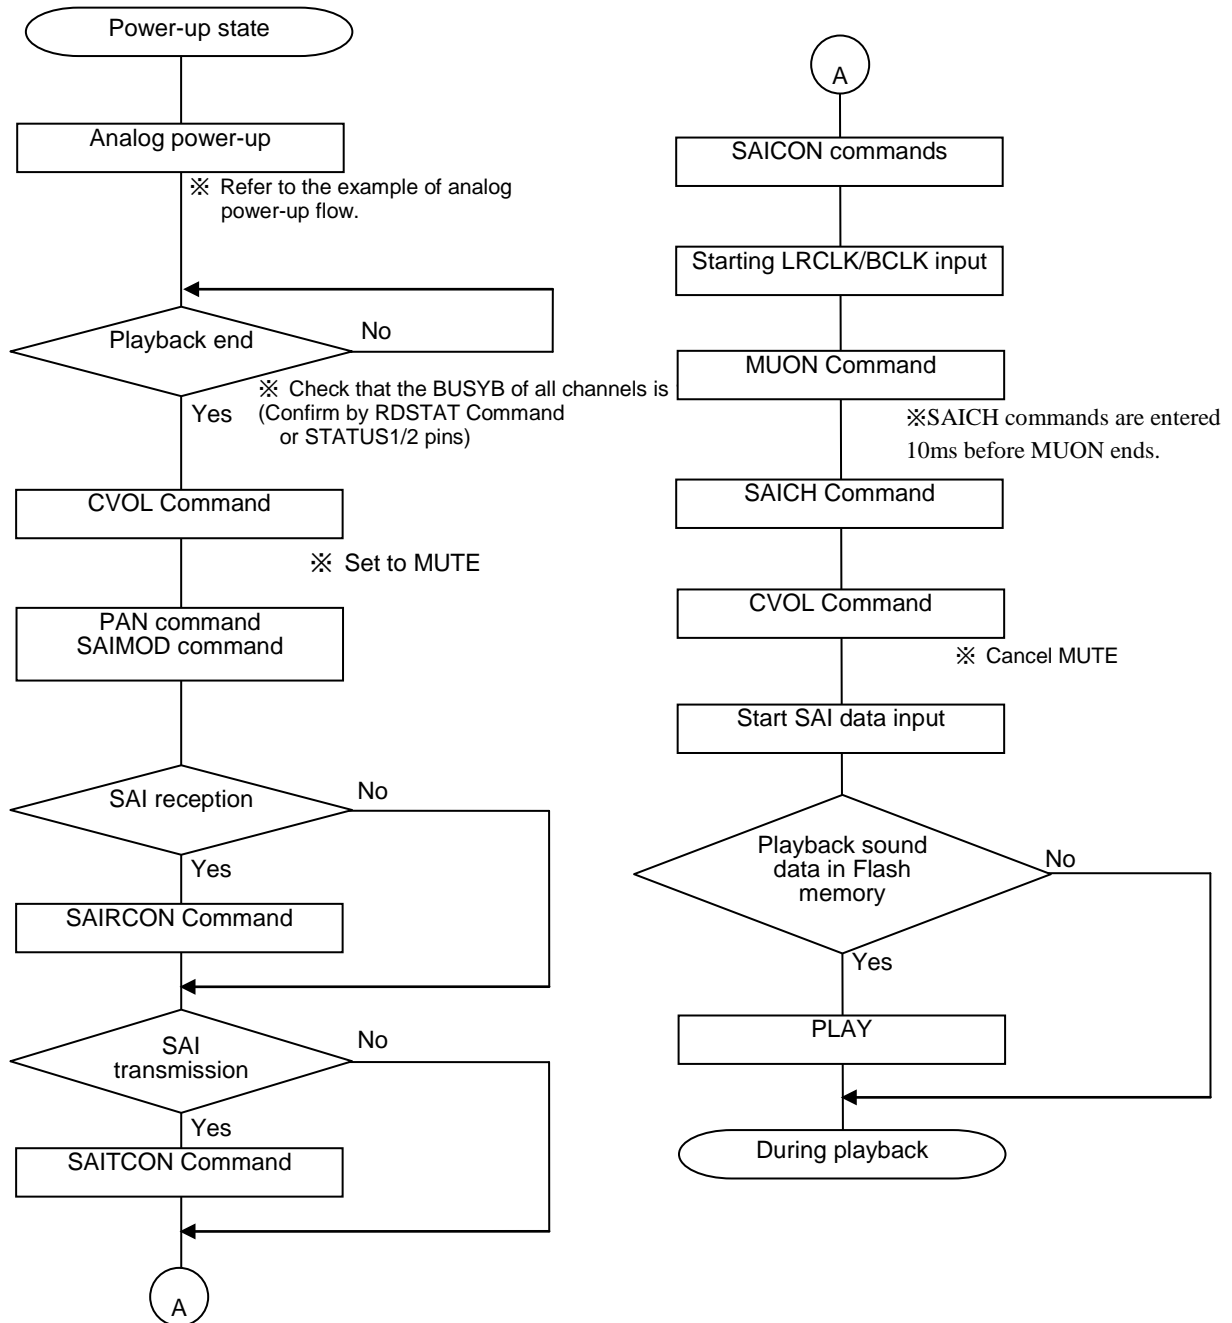 Power-up state
Analog power-up
※ Refer to the example of analog
power-up flow.
Playback end
No
※ Check that the BUSYB of all channels is
(Confirm by RDSTAT Command
or STATUS1/2 pins)
Yes
CVOL Command
※ Set to MUTE
PAN command
SAIMOD command
SAI reception
No
Yes
SAIRCON Command
SAI
transmission
No
Yes
SAITCON Command
A
A
SAICON commands
Starting LRCLK/BCLK input
MUON Command
※SAICH commands are entered
10ms before MUON ends.
SAICH Command
CVOL Command
※ Cancel MUTE
Start SAI data input
Playback sound
data in Flash
memory
No
Yes
PLAY
During playback